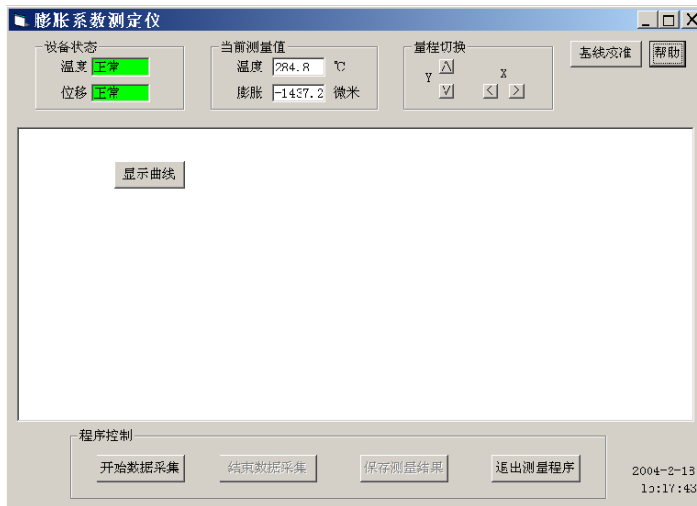 膨胀系数测定仪
设备状态
温度 正常
位移 正常
当前测量值
温度 284.8 ℃
膨胀 -1437.2 微米
量程切换
Y
X
基线校准
帮助
显示曲线
程序控制
开始数据采集
结束数据采集
保存测量结果
退出测量程序
2004-2-18
15:17:43